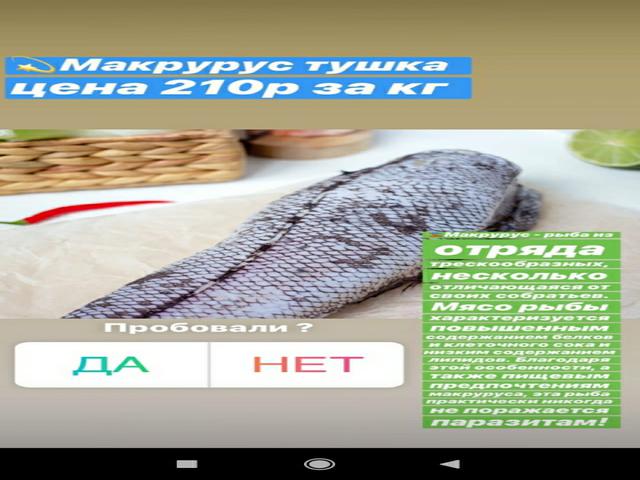 💫Макрурус тушка
цена 210р за кг
Макрурус - рыба из
отряда
трескообразных,
несколько
отличающаяся от
своих собратьев.
Мясо рыбы
характеризуется
повышенным
содержанием белков
и клеточного сока и
низким содержанием
липидов. Благодаря
этой особенности, а
также пищевым
предпочтениям
макруруса, эта рыба
практически никогда
не поражается
паразитам!
Пробовали ?
ДА НЕТ